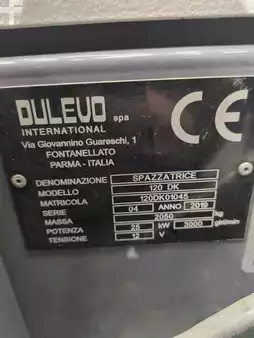 DULEVO spa
INTERNATIONAL
Via Giovannino Guareschi, 1
FONTANELLATO
PARMA - ITALIA
CE
DENOMINAZIONE SPAZZATRICE
MODELLO 120 DK
MATRICOLA 120DK01045
SERIE 04 ANNO 2019
MASSA 2050 kg
POTENZA 25 kW 3000 giri/min
TENSIONE 12 V